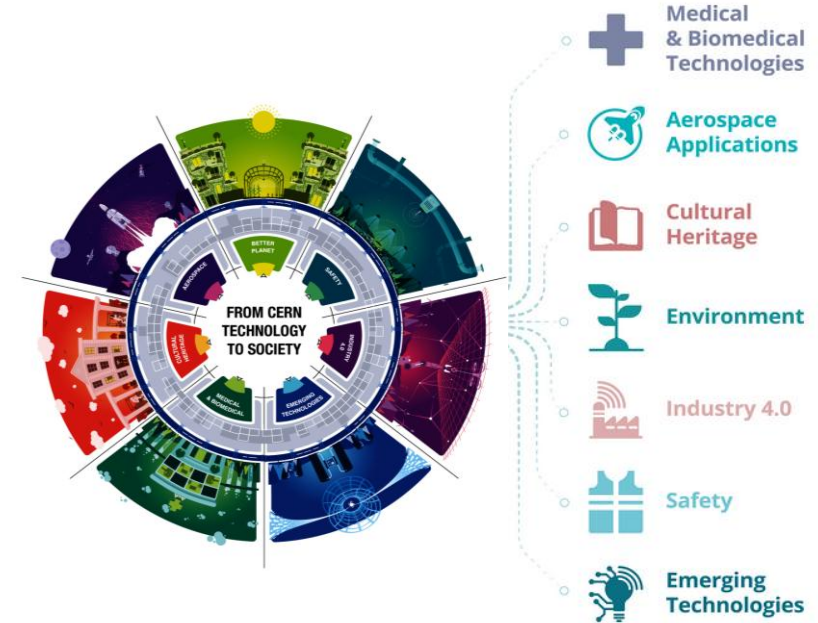 BETTER
PLANET
AEROSPACE
SAFETY
FROM CERN
TECHNOLOGY
TO SOCIETY
CULTURAL
HERITAGE
INDUSTRY
4.0
MEDICAL
& BIOMEDICAL
EMERGING
TECHNOLOGIES
Medical
& Biomedical
Technologies
Aerospace
Applications
Cultural
Heritage
Environment
Industry 4.0
Safety
Emerging
Technologies